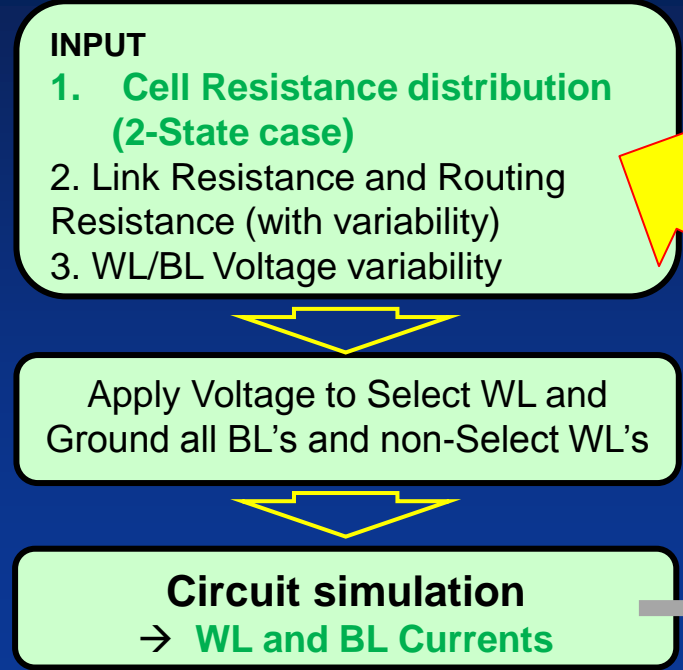 INPUT
1. Cell Resistance distribution
(2-State case)
2. Link Resistance and Routing
Resistance (with variability)
3. WL/BL Voltage variability
Apply Voltage to Select WL and
Ground all BL's and non-Select WL's
Circuit simulation
→ WL and BL Currents